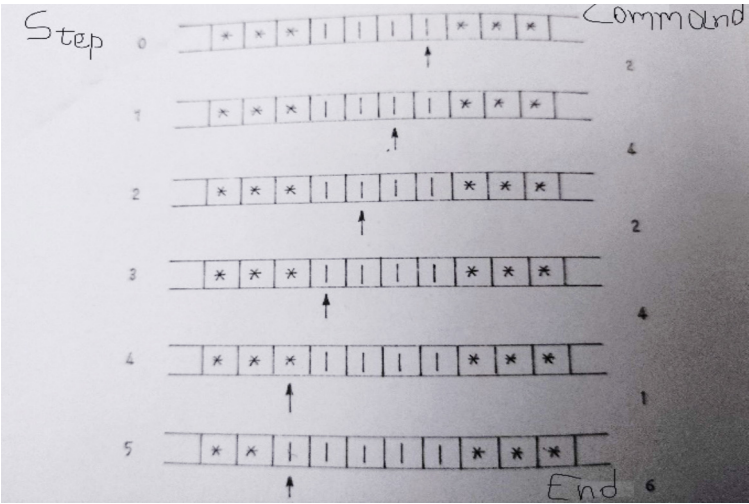 Step Command
0 * * * | | | | * * *
2
1 * * * | | | | * * *
4
2 * * * | | | | * * *
2
3 * * * | | | | * * *
4
4 * * * | | | | * * *
1
5 * * | | | | | * * *
End 6